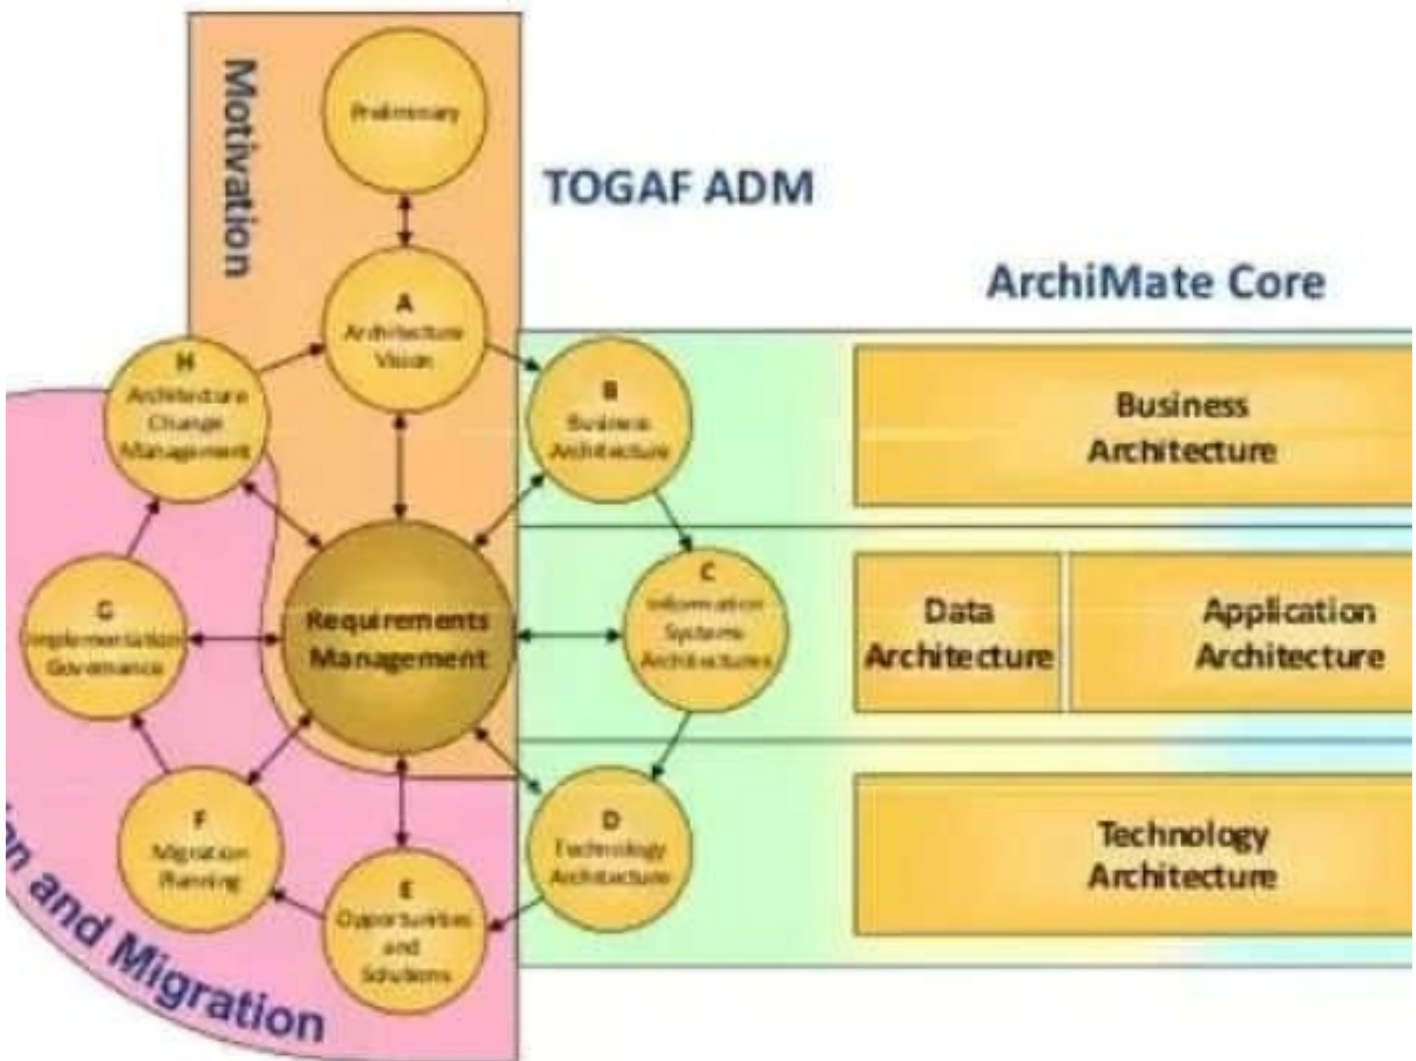 Motivation
Preliminary
TOGAF ADM
ArchiMate Core
A
Architecture
Vision
H
Architecture
Change
Management
B
Business
Architecture
G
Implementation
Governance
Requirements
Management
C
Information
Systems
Architectures
F
Migration
Planning
E
Opportunities
and
Solutions
D
Technology
Architecture
and Migration
Business
Architecture
Data
Architecture
Application
Architecture
Technology
Architecture